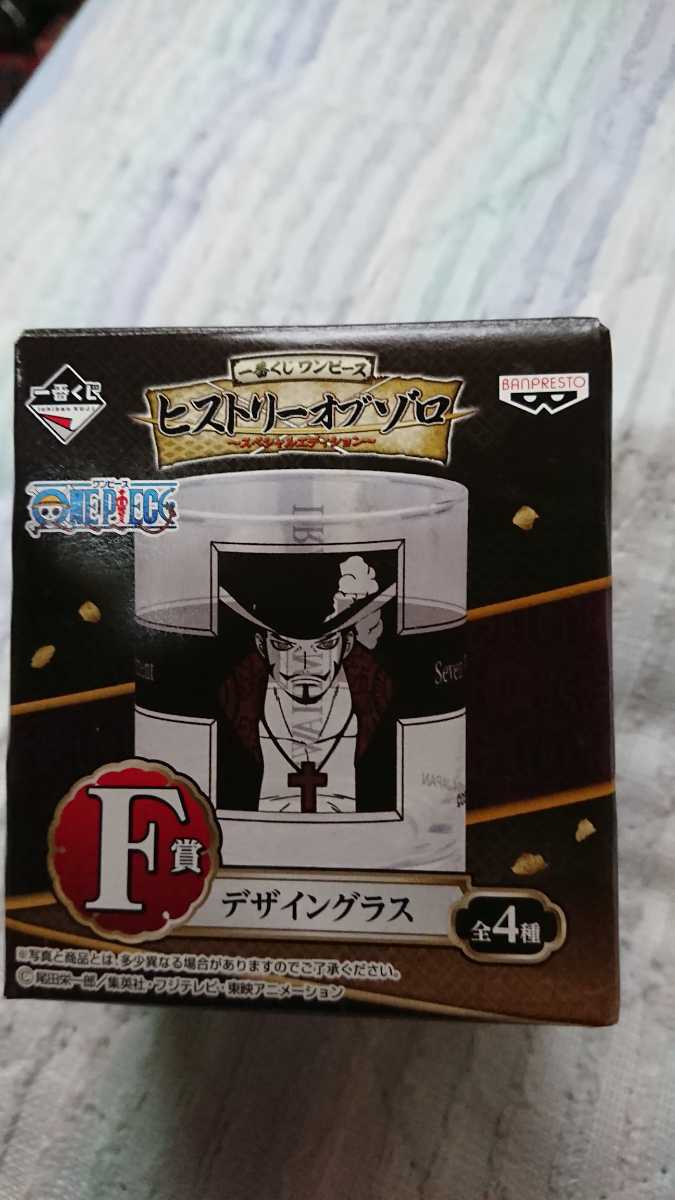 一番くじ ワンピース
一番くじ
ICHIBAN KUJI
ヒストリーオブゾロ
～スペシャルエディション～
BANPRESTO
ワンピース
ONE PIECE
Seven
F賞
デザイングラス
全4種
※写真と商品とは、多少異なる場合がありますのでご了承ください。
©尾田栄一郎／集英社・フジテレビ・東映アニメーション